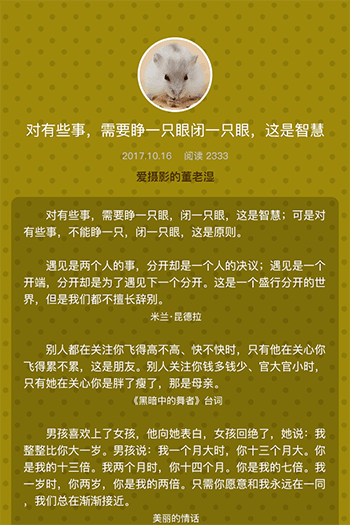 对有些事，需要睁一只眼闭一只眼，这是智慧
2017.10.16 阅读 2333
爱摄影的董老湿
对有些事，需要睁一只眼，闭一只眼，这是智慧；可是对
有些事，不能睁一只，闭一只眼，这是原则。
遇见是两个人的事，分开却是一个人的决议；遇见是一个
开端，分开却是为了遇见下一个分开。这是一个盛行分开的世
界，但是我们都不擅长辞别。
米兰·昆德拉
别人都在关注你飞得高不高、快不快时，只有他在关心你
飞得累不累，这是朋友。别人关注你钱多钱少、官大官小时，
只有她在关心你是胖了瘦了，那是母亲。
《黑暗中的舞者》台词
男孩喜欢上了女孩，他向她表白，女孩回绝了，她说：我
整整比你大一岁。男孩说：我一个月大时，你十三个月大。你
是我的十三倍。我两个月时，你十四个月。你是我的七倍。我
一岁时，你两岁，你是我的两倍。只需你愿意和我永远在一同
，我们总在渐渐接近。
美丽的情话